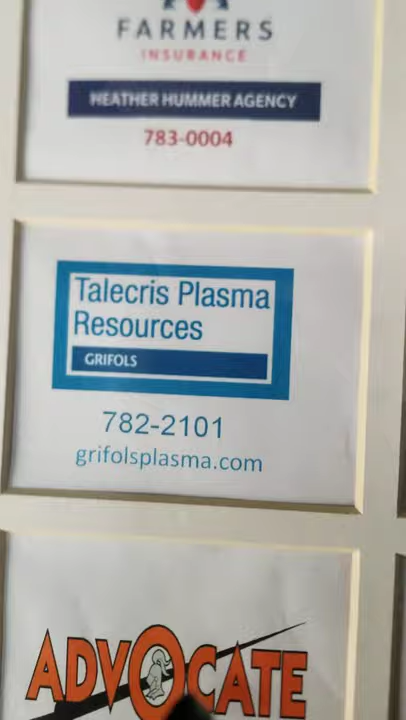 FARMERS
INSURANCE
HEATHER HUMMER AGENCY
783-0004
Talecris Plasma
Resources
GRIFOLS
782-2101
grifolsplasma.com
ADVOCATE